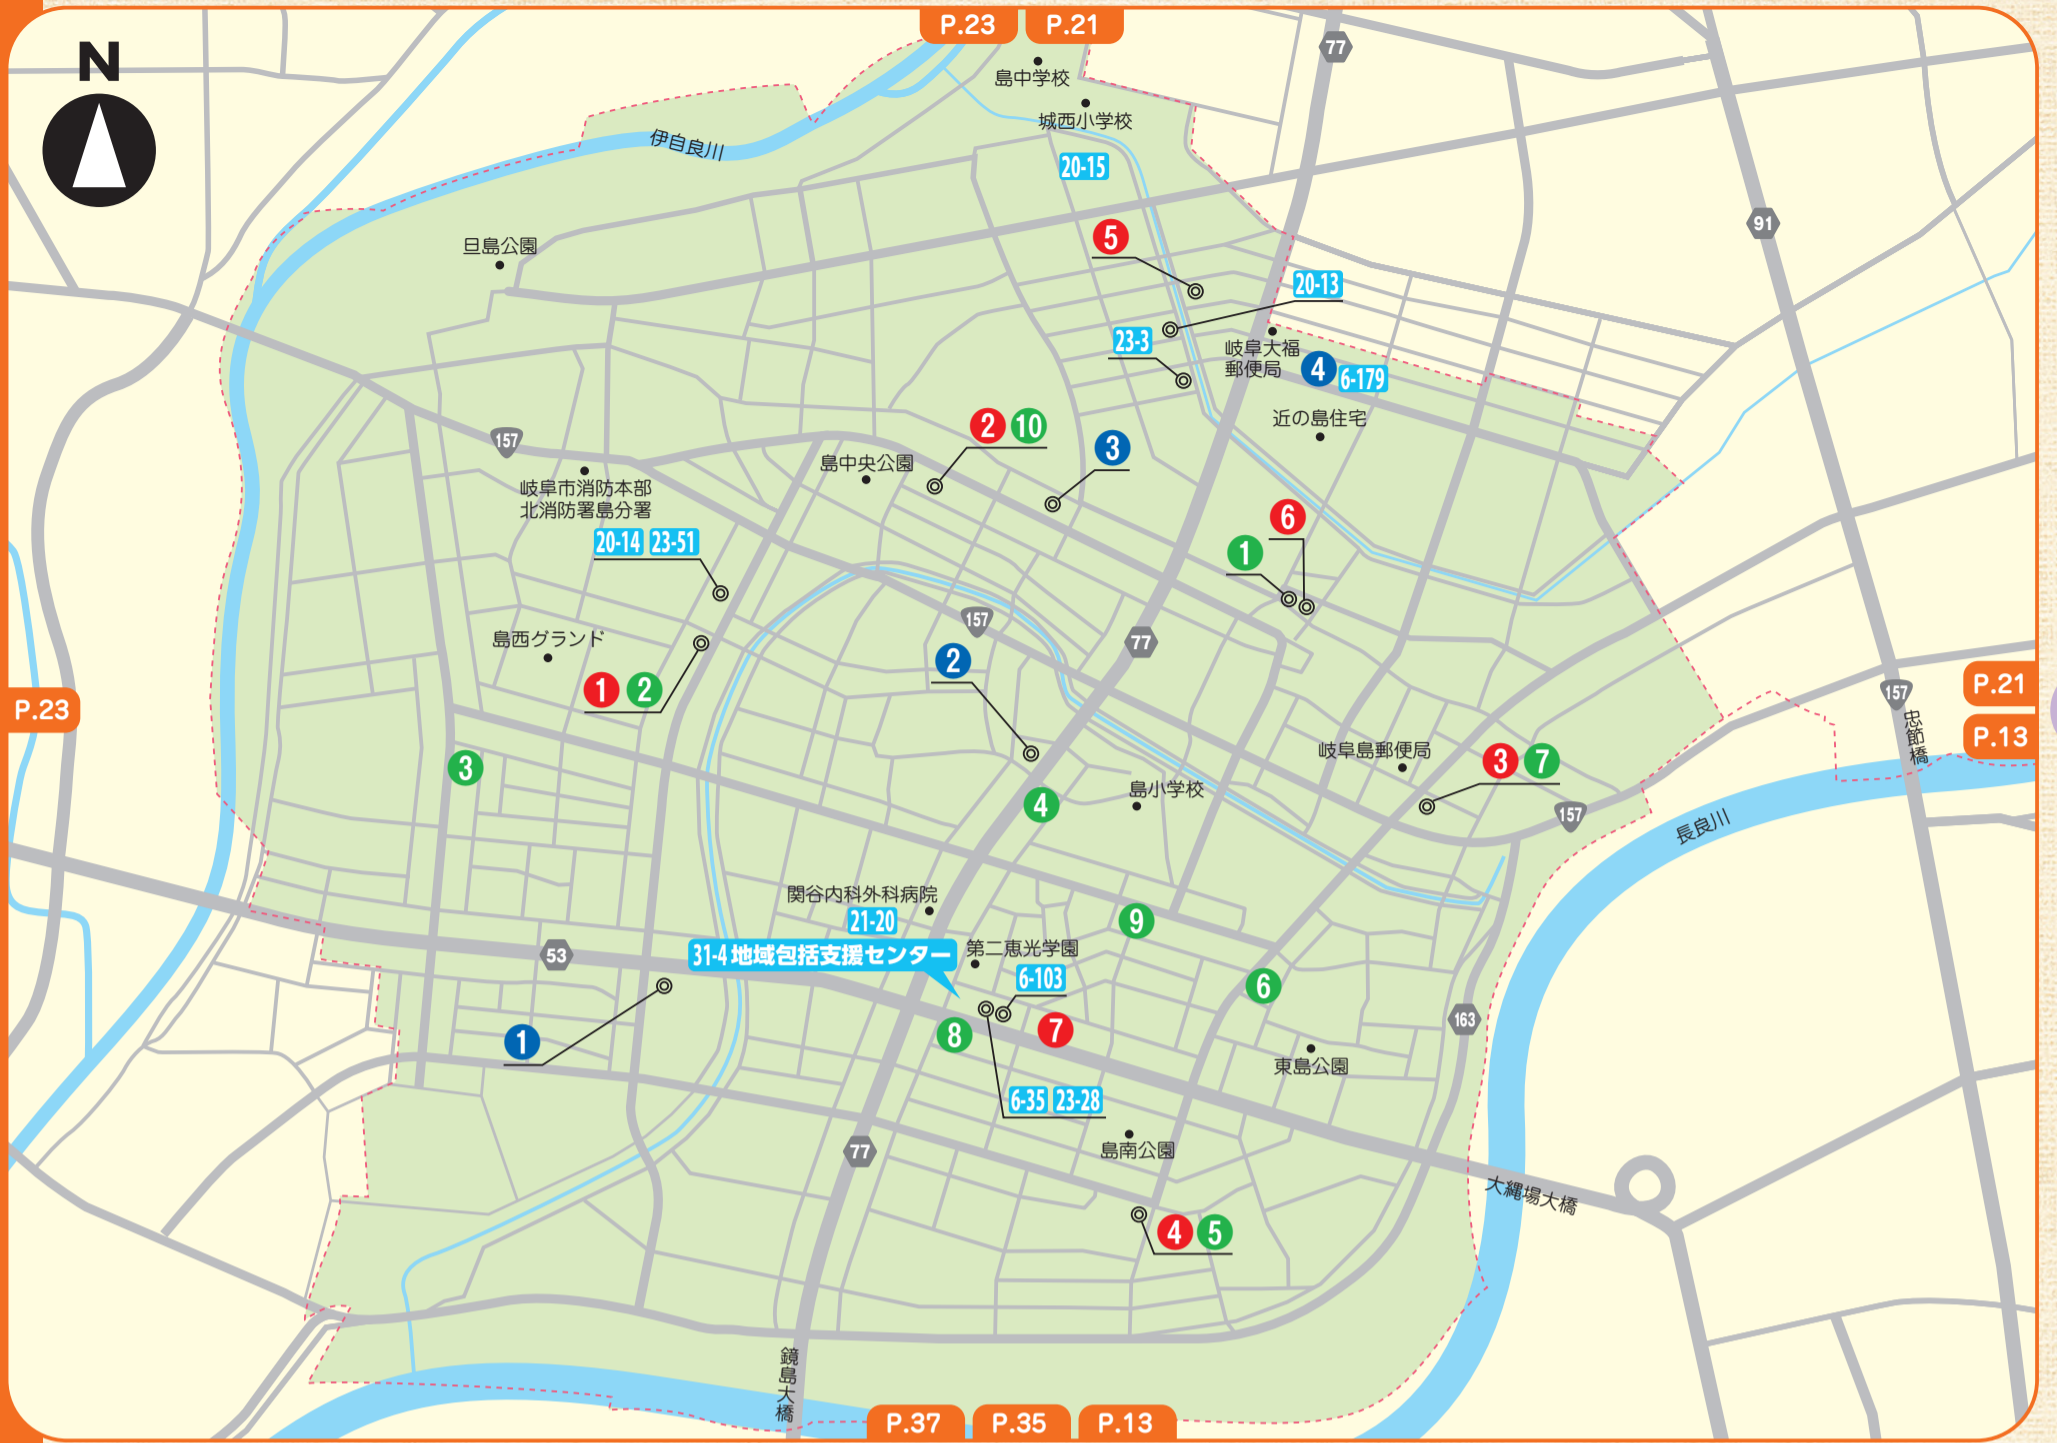 P.23
P.21
N
77
島中学校
城西小学校
伊自良川
20-15
91
5
旦島公園
20-13
23-3
岐阜大福
郵便局
4
6-179
近の島住宅
2
10
3
157
島中央公園
岐阜市消防本部
北消防署島分署
20-14
23-51
6
1
157
77
島西グランド
2
1
2
P.23
P.21
157
忠節橋
P.13
岐阜島郵便局
3
7
3
4
島小学校
157
長良川
関谷内科外科病院
21-20
9
31-4 地域包括支援センター
第二恵光学園
53
6-103
6
163
8
7
1
東島公園
6-35
23-28
77
島南公園
大縄場大橋
4
5
鏡島大橋
P.37
P.35
P.13